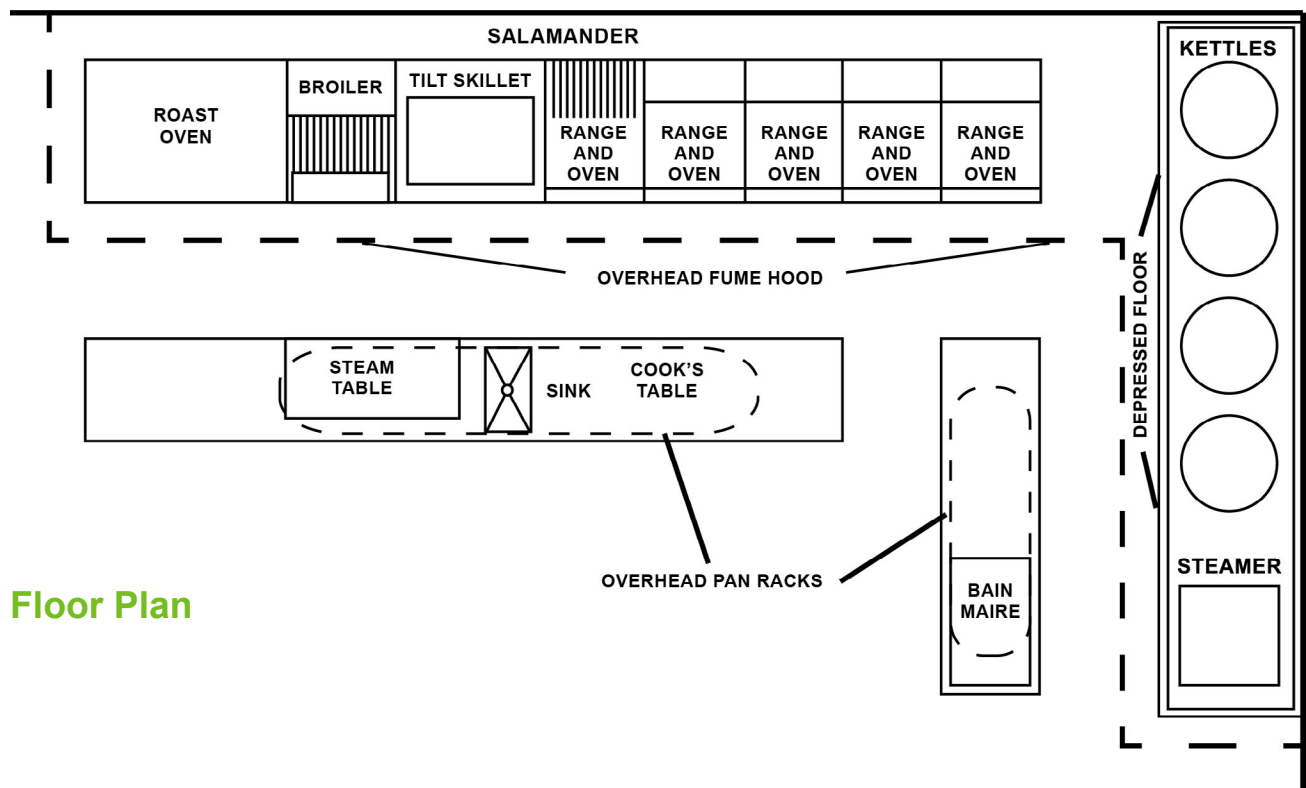 SALAMANDER
KETTLES
ROAST
OVEN
BROILER
TILT SKILLET
RANGE
AND
OVEN
RANGE
AND
OVEN
RANGE
AND
OVEN
RANGE
AND
OVEN
RANGE
AND
OVEN
OVERHEAD FUME HOOD
DEPRESSED FLOOR
STEAM
TABLE
SINK
COOK'S
TABLE
OVERHEAD PAN RACKS
STEAMER
BAIN
MAIRE
Floor Plan